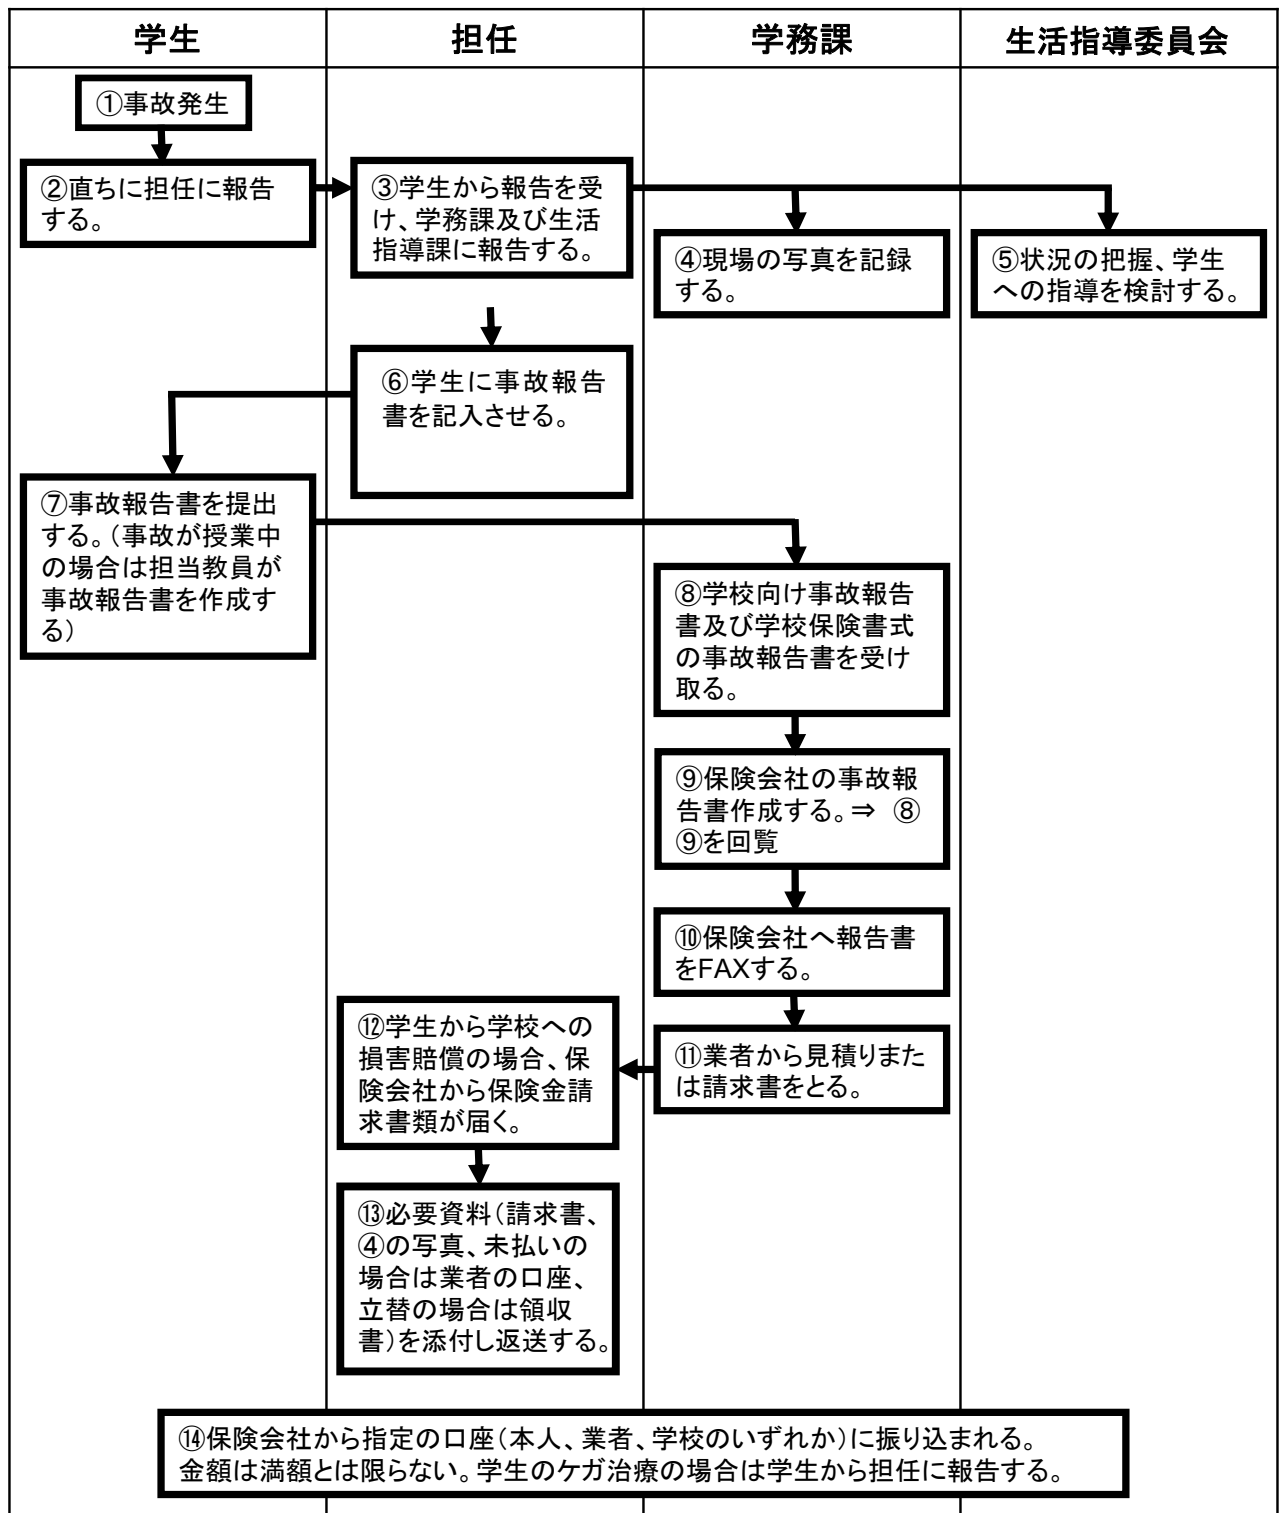 学生
担任
学務課
生活指導委員会
①事故発生
②直ちに担任に報告
する。
③学生から報告を受
け、学務課及び生活
指導課に報告する。
④現場の写真を記録
する。
⑤状況の把握、学生
への指導を検討する。
⑥学生に事故報告
書を記入させる。
⑦事故報告書を提出
する。（事故が授業中
の場合は担当教員が
事故報告書を作成す
る）
⑧学校向け事故報告
書及び学校保険書式
の事故報告書を受け
取る。
⑨保険会社の事故報
告書作成する。⇒　⑧
⑨を回覧
⑩保険会社へ報告書
をFAXする。
⑪業者から見積りまた
は請求書をとる。
⑫学生から学校への
損害賠償の場合、保
険会社から保険金請
求書類が届く。
⑬必要資料（請求書、
④の写真、未払いの
場合は業者の口座、
立替の場合は領収
書）を添付し返送する。
⑭保険会社から指定の口座（本人、業者、学校のいずれか）に振り込まれる。
金額は満額とは限らない。学生のケガ治療の場合は学生から担任に報告する。